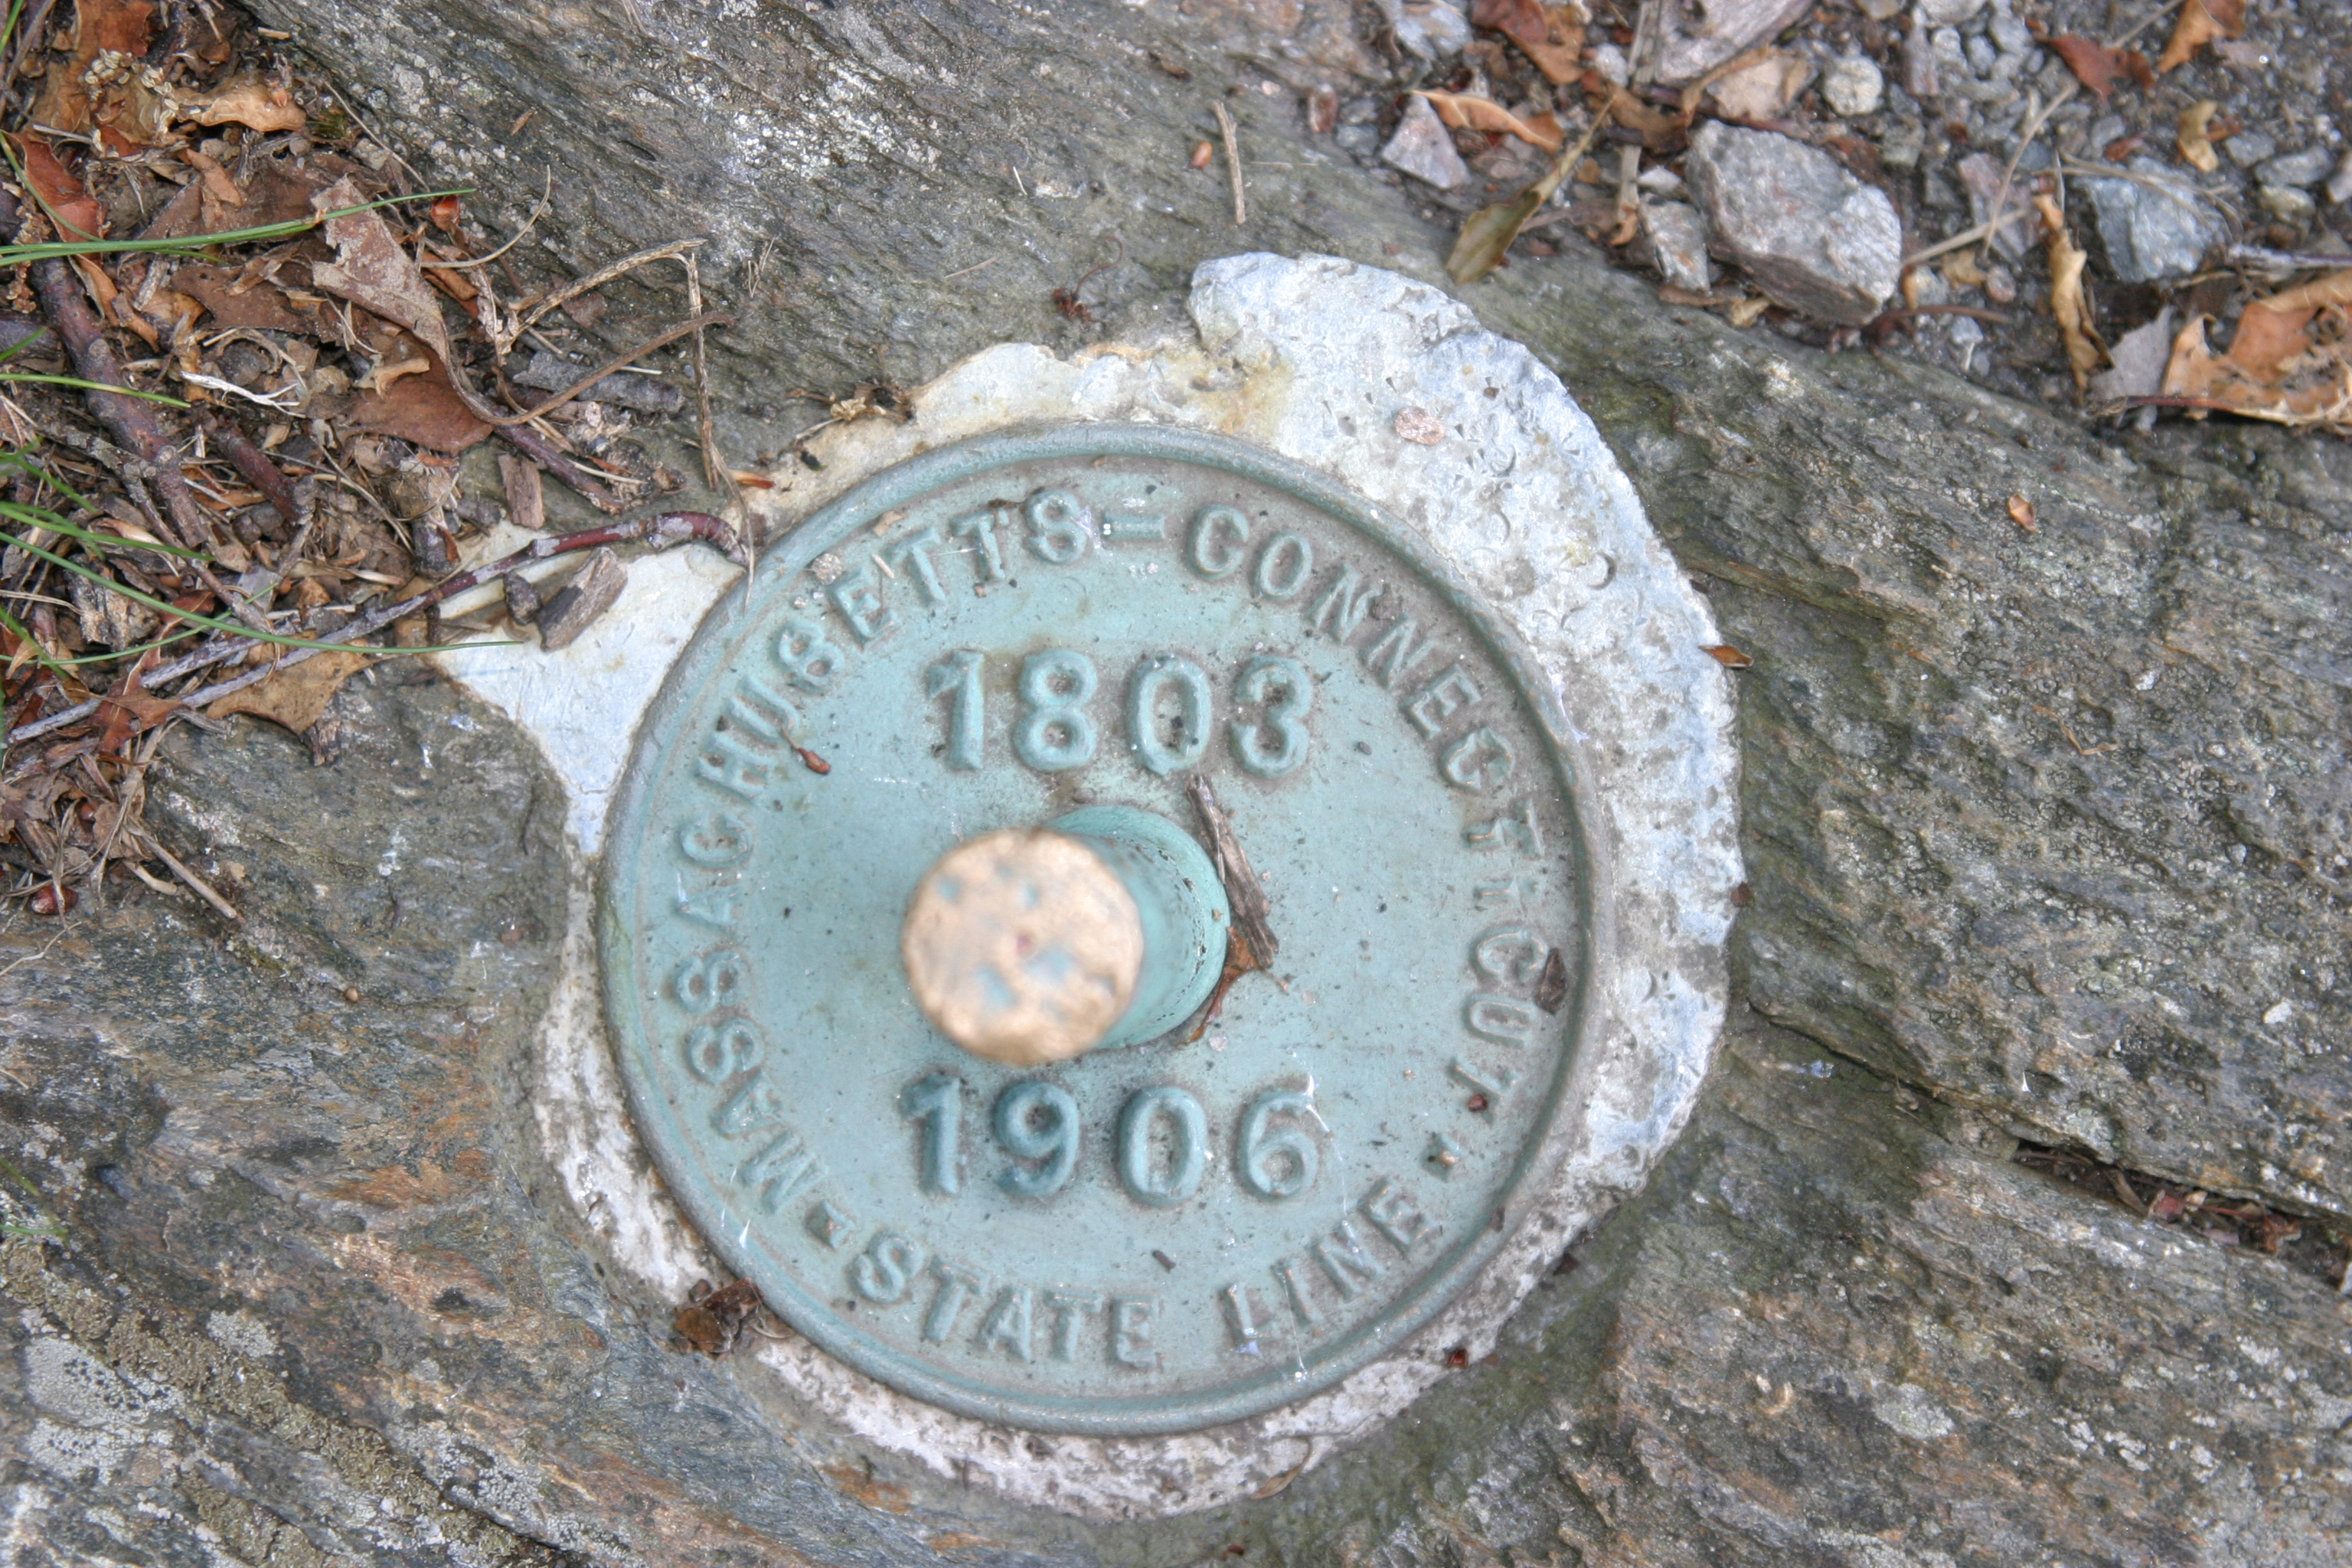 MASSACHUSETTS=CONNECTICUT.
1803
1906
·STATE LINE